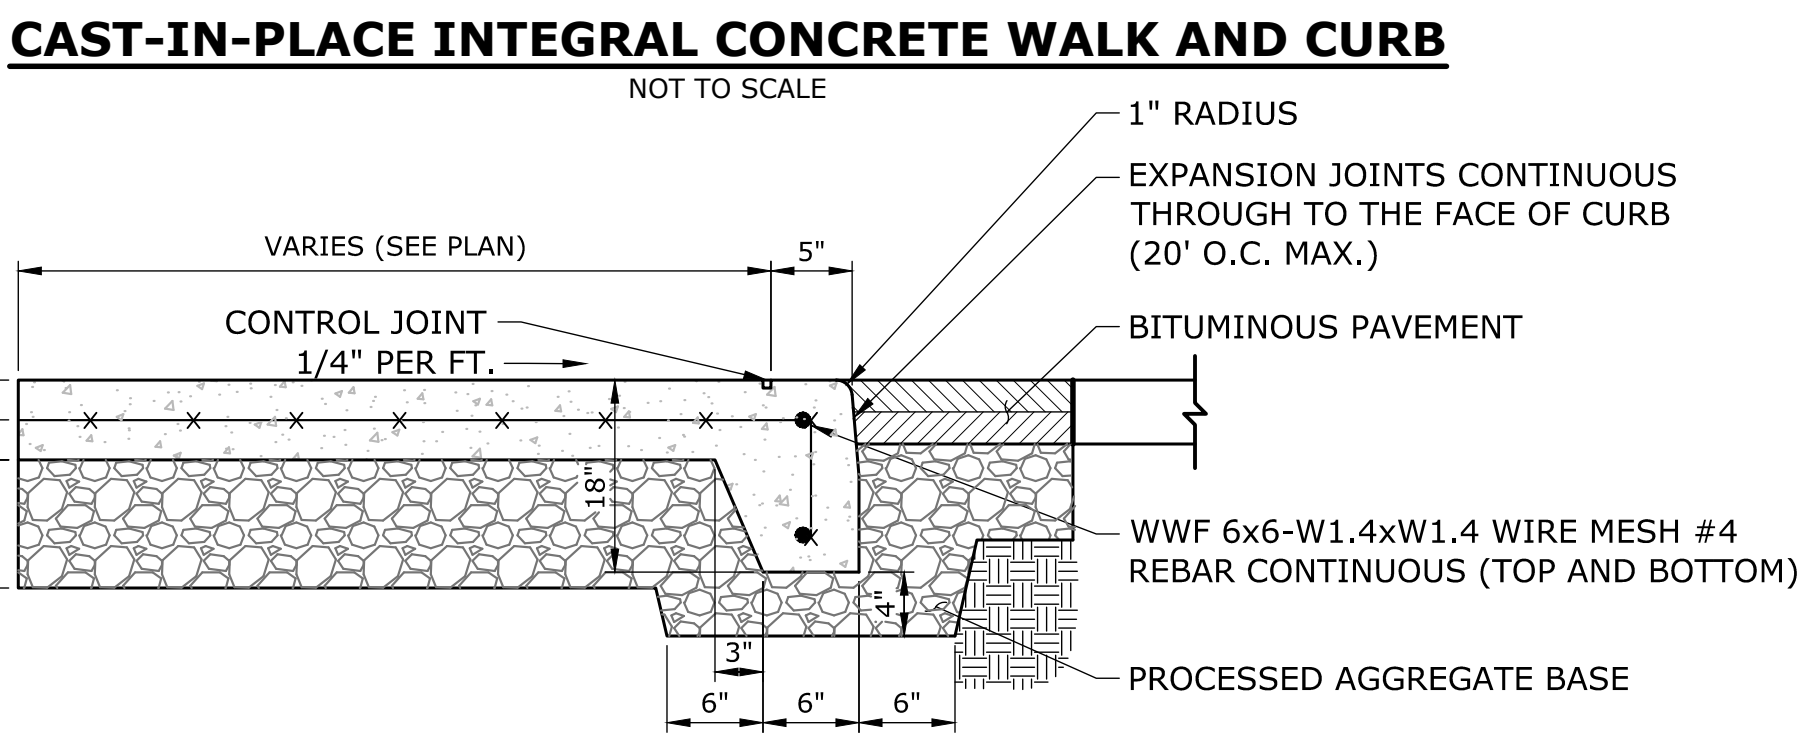 CAST-IN-PLACE INTEGRAL CONCRETE WALK AND CURB
NOT TO SCALE
1" RADIUS
EXPANSION JOINTS CONTINUOUS
THROUGH TO THE FACE OF CURB
(20' O.C. MAX.)
VARIES (SEE PLAN)
5"
CONTROL JOINT
1/4" PER FT.
BITUMINOUS PAVEMENT
18"
WWF 6x6-W1.4xW1.4 WIRE MESH #4
REBAR CONTINUOUS (TOP AND BOTTOM)
4"
3"
PROCESSED AGGREGATE BASE
6"
6"
6"